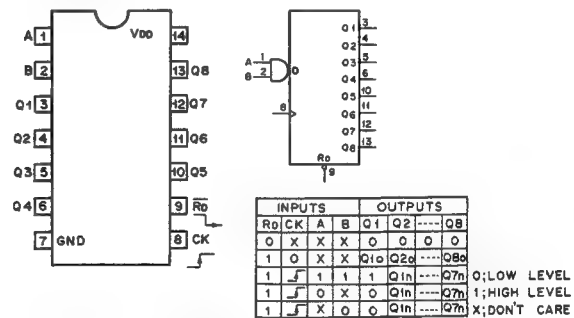 VDD
A 1 14
B 2 13 Q8
Q1 3 12 Q7
Q2 4 11 Q6
Q3 5 10 Q5
Q4 6 9 RD
7 GND 8 CK
A 1
B 2
D
8
Q1 3
Q2 4
Q3 5
Q4 6
Q5 10
Q6 11
Q7 12
Q8 13
RD
9
INPUTS OUTPUTS
RD CK A B Q1 Q2 ---- Q8
0 X X X 0 0 0 0
1 0 X X Q1o Q2o ---- Q8o
1 1 1 1 Q1n ---- Q7n 0;LOW LEVEL
1 0 X 0 Q1n ---- Q7n 1;HIGH LEVEL
1 X 0 0 Q1n ---- Q7n X;DON'T CARE